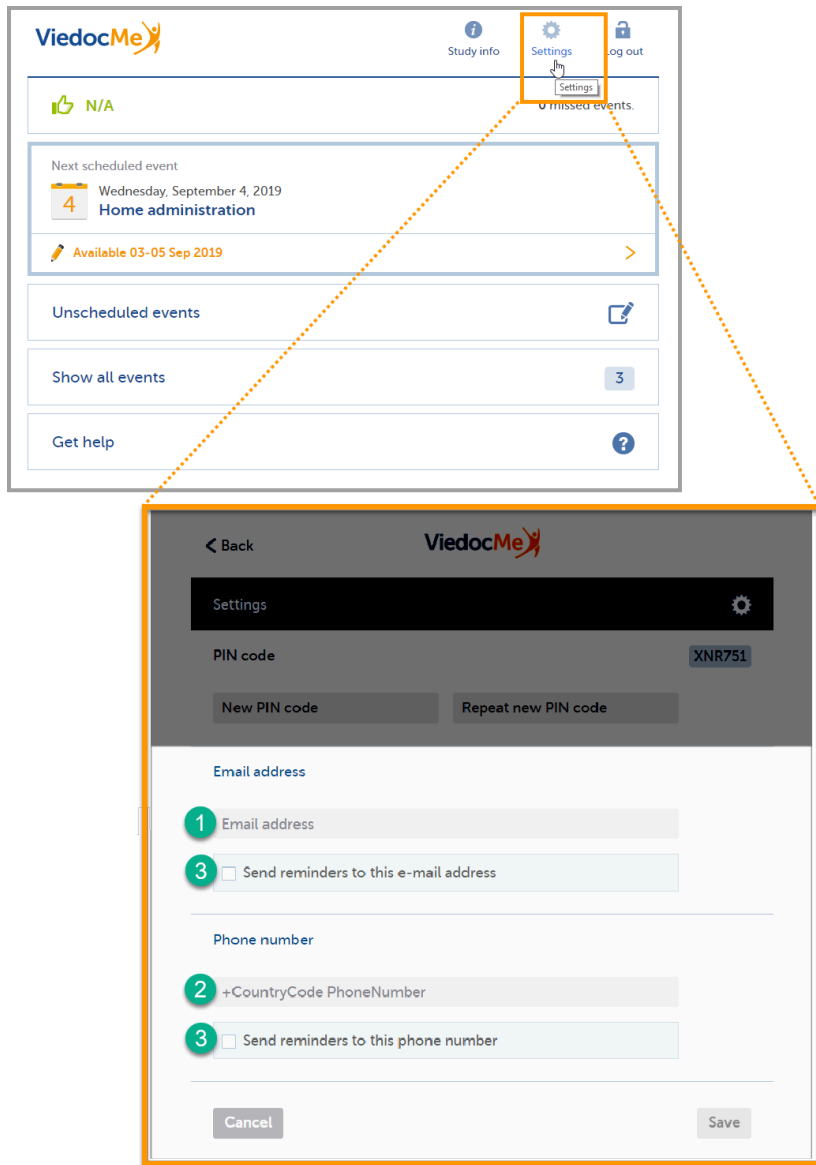 ViedocMe
Study info
Settings
Log out
Settings
N/A
0 missed events.
Next scheduled event
4
Wednesday, September 4, 2019
Home administration
Available 03-05 Sep 2019
Unscheduled events
Show all events
3
Get help
?
Back
ViedocMe
Settings
PIN code
XNR751
New PIN code
Repeat new PIN code
Email address
1
Email address
3
Send reminders to this e-mail address
Phone number
2
+CountryCode PhoneNumber
3
Send reminders to this phone number
Cancel
Save